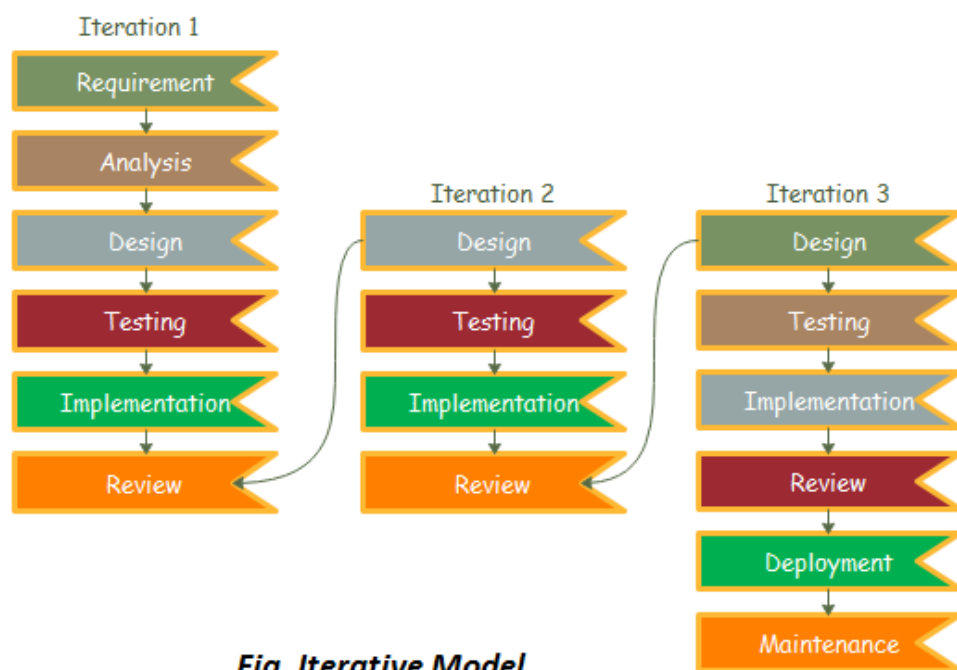 Iteration 1
Requirement
Analysis
Design
Testing
Implementation
Review
Iteration 2
Design
Testing
Implementation
Review
Iteration 3
Design
Testing
Implementation
Review
Deployment
Maintenance
Fig. Iterative Model